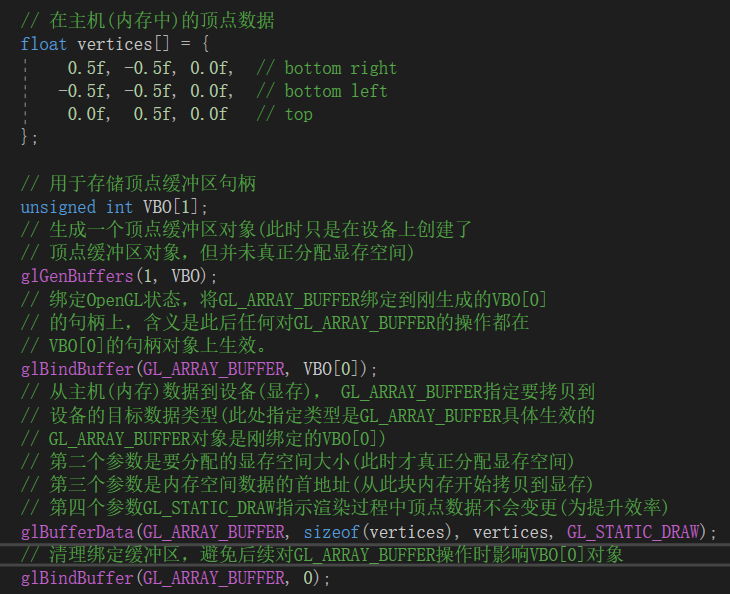 // 在主机(内存中)的顶点数据
float vertices[] = {
0.5f, -0.5f, 0.0f,  // bottom right
-0.5f, -0.5f, 0.0f,  // bottom left
0.0f,  0.5f, 0.0f   // top
};
// 用于存储顶点缓冲区句柄
unsigned int VBO[1];
// 生成一个顶点缓冲区对象(此时只是在设备上创建了
// 顶点缓冲区对象，但并未真正分配显存空间)
glGenBuffers(1, VBO);
// 绑定OpenGL状态，将GL_ARRAY_BUFFER绑定到刚生成的VBO[0]
// 的句柄上，含义是此后任何对GL_ARRAY_BUFFER的操作都在
// VBO[0]的句柄对象上生效。
glBindBuffer(GL_ARRAY_BUFFER, VBO[0]);
// 从主机(内存)数据到设备(显存)， GL_ARRAY_BUFFER指定要拷贝到
// 设备的目标数据类型(此处指定类型是GL_ARRAY_BUFFER具体生效的
// GL_ARRAY_BUFFER对象是刚绑定的VBO[0])
// 第二个参数是要分配的显存空间大小(此时才真正分配显存空间)
// 第三个参数是内存空间数据的首地址(从此块内存开始拷贝到显存)
// 第四个参数GL_STATIC_DRAW指示渲染过程中顶点数据不会变更(为提升效率)
glBufferData(GL_ARRAY_BUFFER, sizeof(vertices), vertices, GL_STATIC_DRAW);
// 清理绑定缓冲区，避免后续对GL_ARRAY_BUFFER操作时影响VBO[0]对象
glBindBuffer(GL_ARRAY_BUFFER, 0);